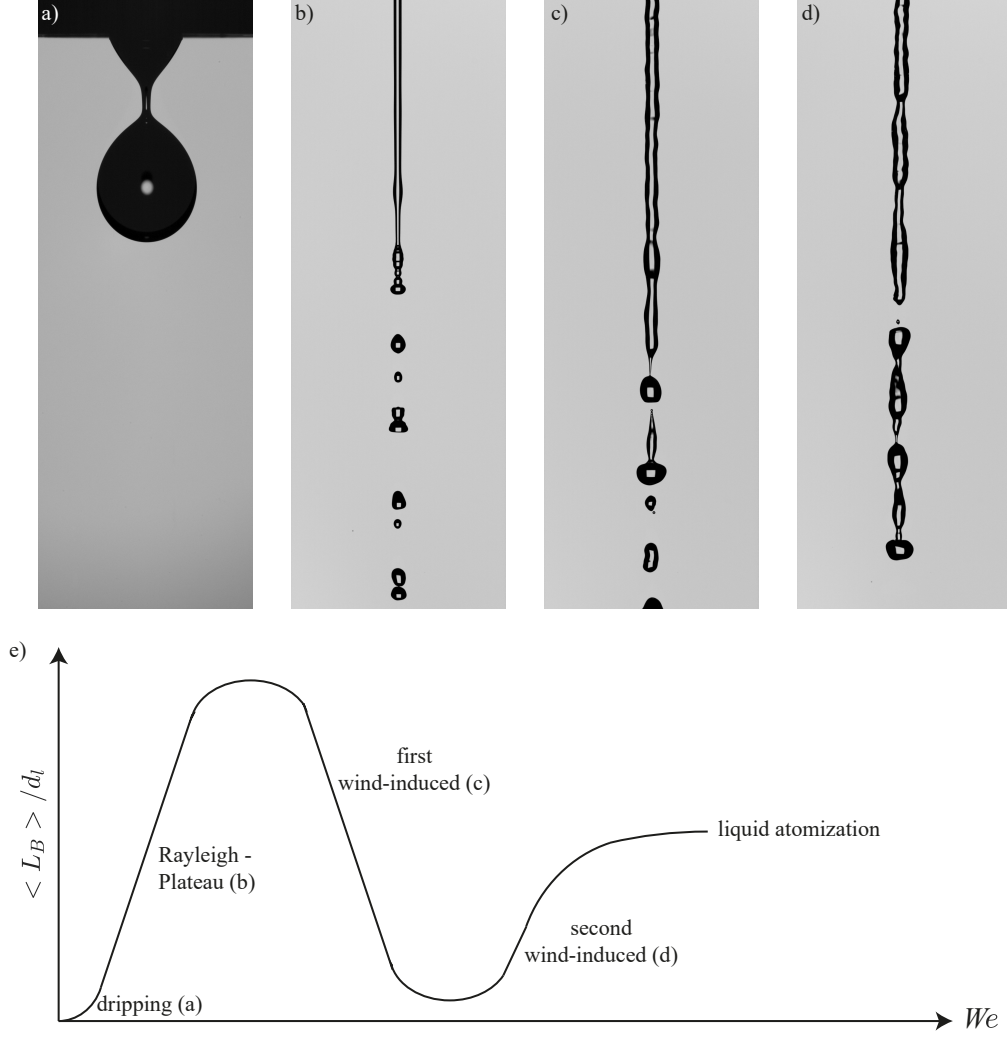 a)
b)
c)
d)
e)
< L_B > /d_l
first
wind-induced (c)
liquid atomization
Rayleigh -
Plateau (b)
second
wind-induced (d)
dripping (a)
We